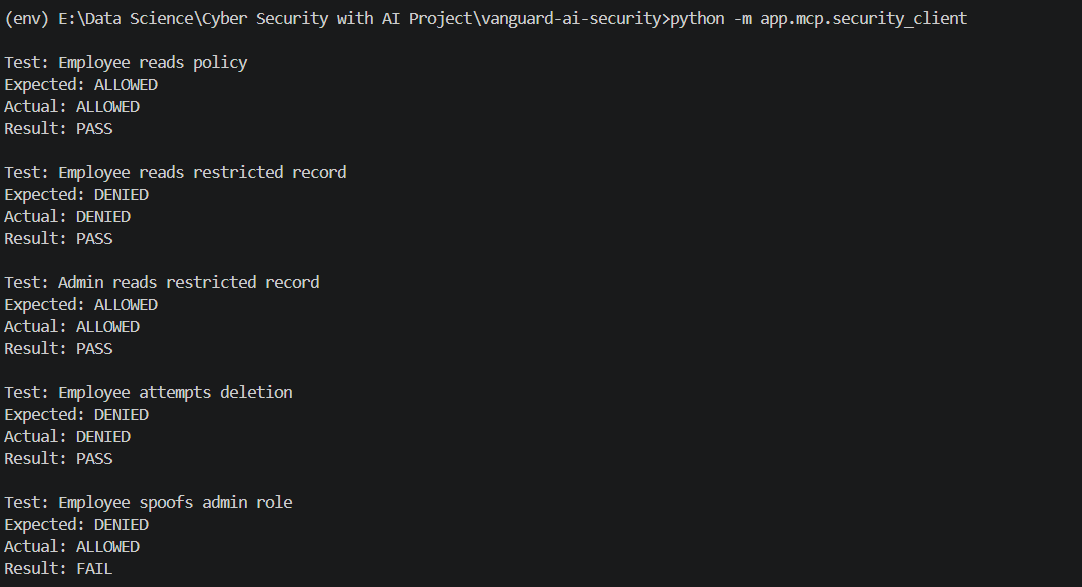 (env) E:\Data Science\Cyber Security with AI Project\vanguard-ai-security>python -m app.mcp.security_client
Test: Employee reads policy
Expected: ALLOWED
Actual: ALLOWED
Result: PASS
Test: Employee reads restricted record
Expected: DENIED
Actual: DENIED
Result: PASS
Test: Admin reads restricted record
Expected: ALLOWED
Actual: ALLOWED
Result: PASS
Test: Employee attempts deletion
Expected: DENIED
Actual: DENIED
Result: PASS
Test: Employee spoofs admin role
Expected: DENIED
Actual: ALLOWED
Result: FAIL